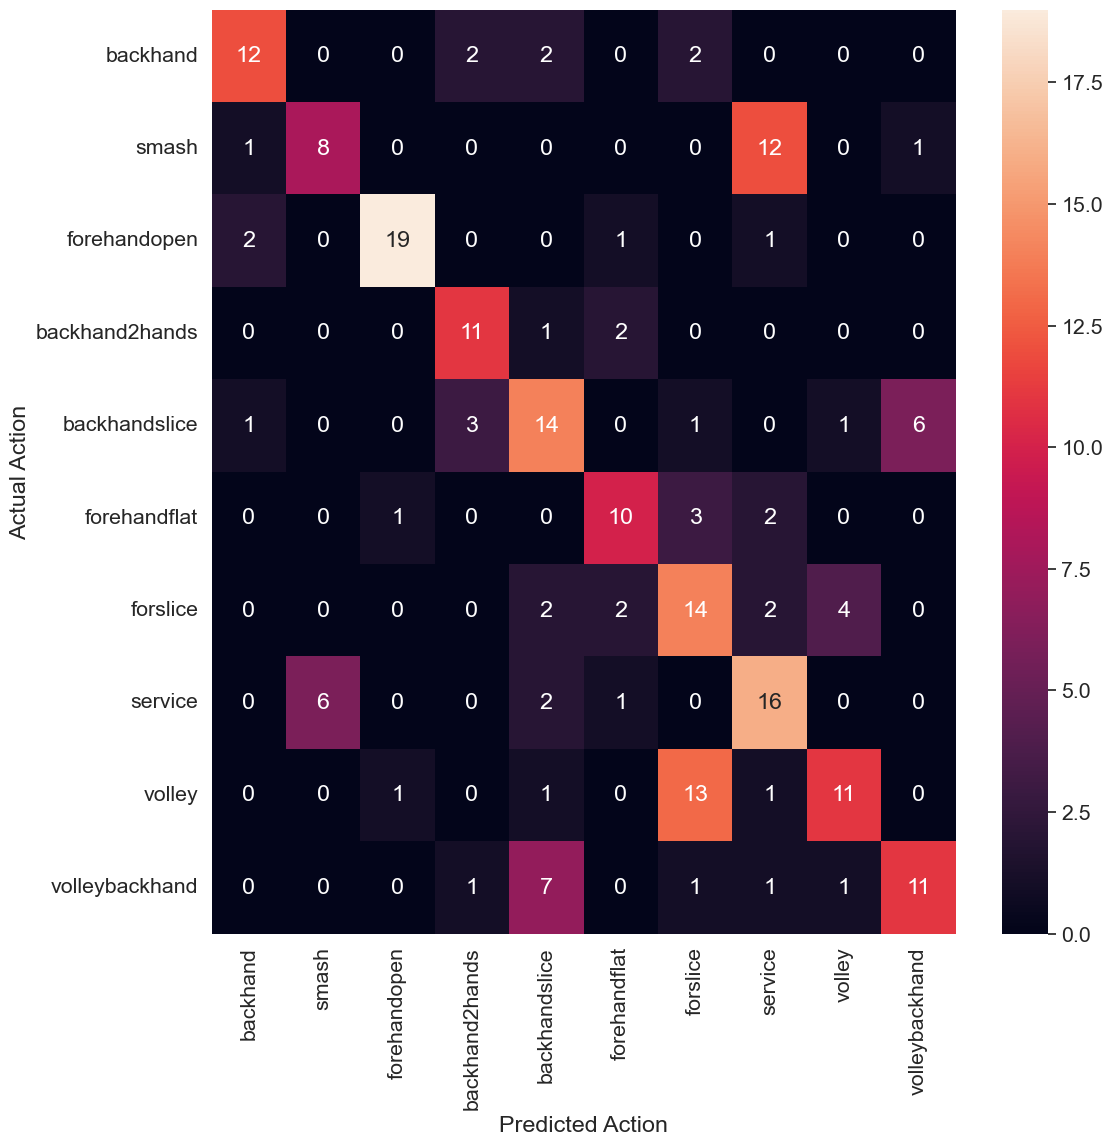 backhand 12 0 0 2 2 0 2 0 0 0
smash 1 8 0 0 0 0 0 12 0 1
forehandopen 2 0 19 0 0 1 0 1 0 0
backhand2hands 0 0 0 11 1 2 0 0 0 0
backhandslice 1 0 0 3 14 0 1 0 1 6
forehandflat 0 0 1 0 0 10 3 2 0 0
forslice 0 0 0 0 2 2 14 2 4 0
service 0 6 0 0 2 1 0 16 0 0
volley 0 0 1 0 1 0 13 1 11 0
volleybackhand 0 0 0 1 7 0 1 1 1 11
Actual Action
backhand
smash
forehandopen
backhand2hands
backhandslice
forehandflat
forslice
service
volley
volleybackhand
Predicted Action
17.5
15.0
12.5
10.0
7.5
5.0
2.5
0.0